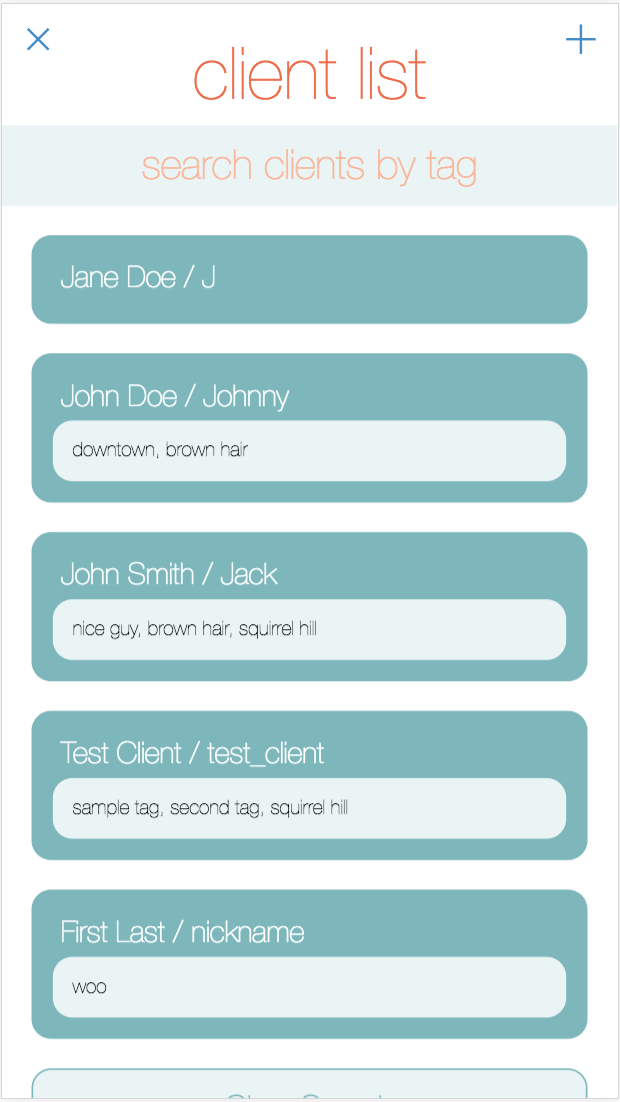 client list
search clients by tag
Jane Doe / J
John Doe / Johnny
downtown, brown hair
John Smith / Jack
nice guy, brown hair, squirrel hill
Test Client / test_client
sample tag, second tag, squirrel hill
First Last / nickname
woo